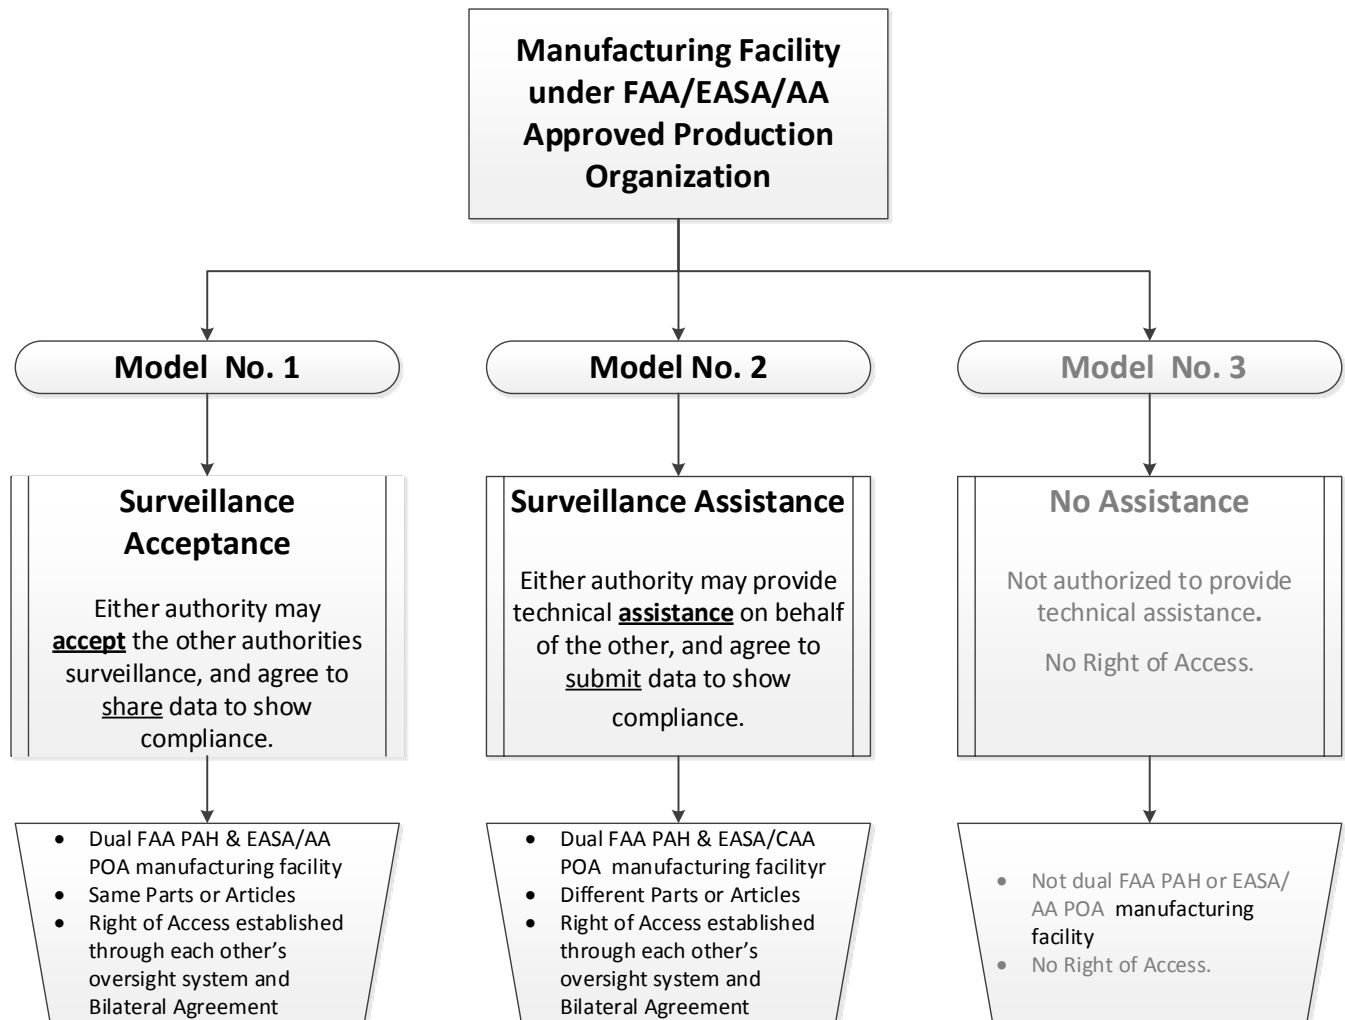 Manufacturing Facility
under FAA/EASA/AA
Approved Production
Organization
Model  No. 1
Model No. 2
Model  No. 3
Surveillance
Acceptance
Either authority may
accept the other authorities
surveillance, and agree to
share data to show
compliance.
Surveillance Assistance
Either authority may provide
technical assistance on behalf
of the other, and agree to
submit data to show
compliance.
No Assistance
Not authorized to provide
technical assistance.
No Right of Access.
• Dual FAA PAH & EASA/AA
POA manufacturing facility
• Same Parts or Articles
• Right of Access established
through each other's
oversight system and
Bilateral Agreement
• Dual FAA PAH & EASA/CAA
POA  manufacturing facilityr
• Different Parts or Articles
• Right of Access established
through each other's
oversight system and
Bilateral Agreement
• Not dual FAA PAH or EASA/
AA POA  manufacturing
facility
• No Right of Access.